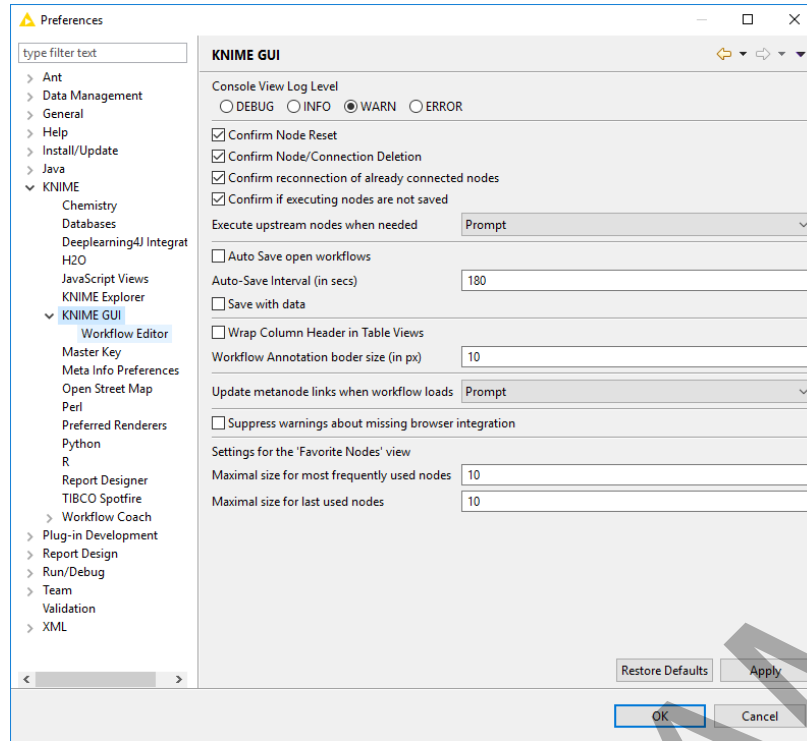 Preferences
type filter text
Ant
Data Management
General
Help
Install/Update
Java
KNIME
Chemistry
Databases
Deeplearning4J Integrat
H2O
JavaScript Views
KNIME Explorer
KNIME GUI
Workflow Editor
Master Key
Meta Info Preferences
Open Street Map
Perl
Preferred Renderers
Python
R
Report Designer
TIBCO Spotfire
Workflow Coach
Plug-in Development
Report Design
Run/Debug
Team
Validation
XML
KNIME GUI
Console View Log Level
DEBUG INFO WARN ERROR
Confirm Node Reset
Confirm Node/Connection Deletion
Confirm reconnection of already connected nodes
Confirm if executing nodes are not saved
Execute upstream nodes when needed Prompt
Auto Save open workflows
Auto-Save Interval (in secs) 180
Save with data
Wrap Column Header in Table Views
Workflow Annotation boder size (in px) 10
Update metanode links when workflow loads Prompt
Suppress warnings about missing browser integration
Settings for the 'Favorite Nodes' view
Maximal size for most frequently used nodes 10
Maximal size for last used nodes 10
Restore Defaults Apply
OK Cancel